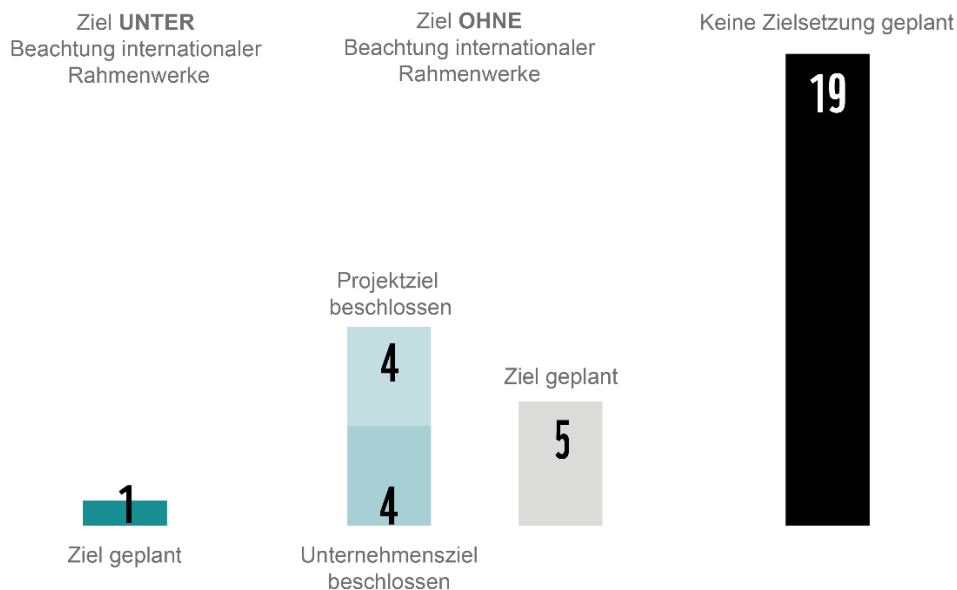 Ziel UNTER
Beachtung internationaler
Rahmenwerke
1
Ziel geplant
Ziel OHNE
Beachtung internationaler
Rahmenwerke
Projektziel
beschlossen
4
4
Unternehmensziel
beschlossen
Ziel geplant
5
Keine Zielsetzung geplant
19